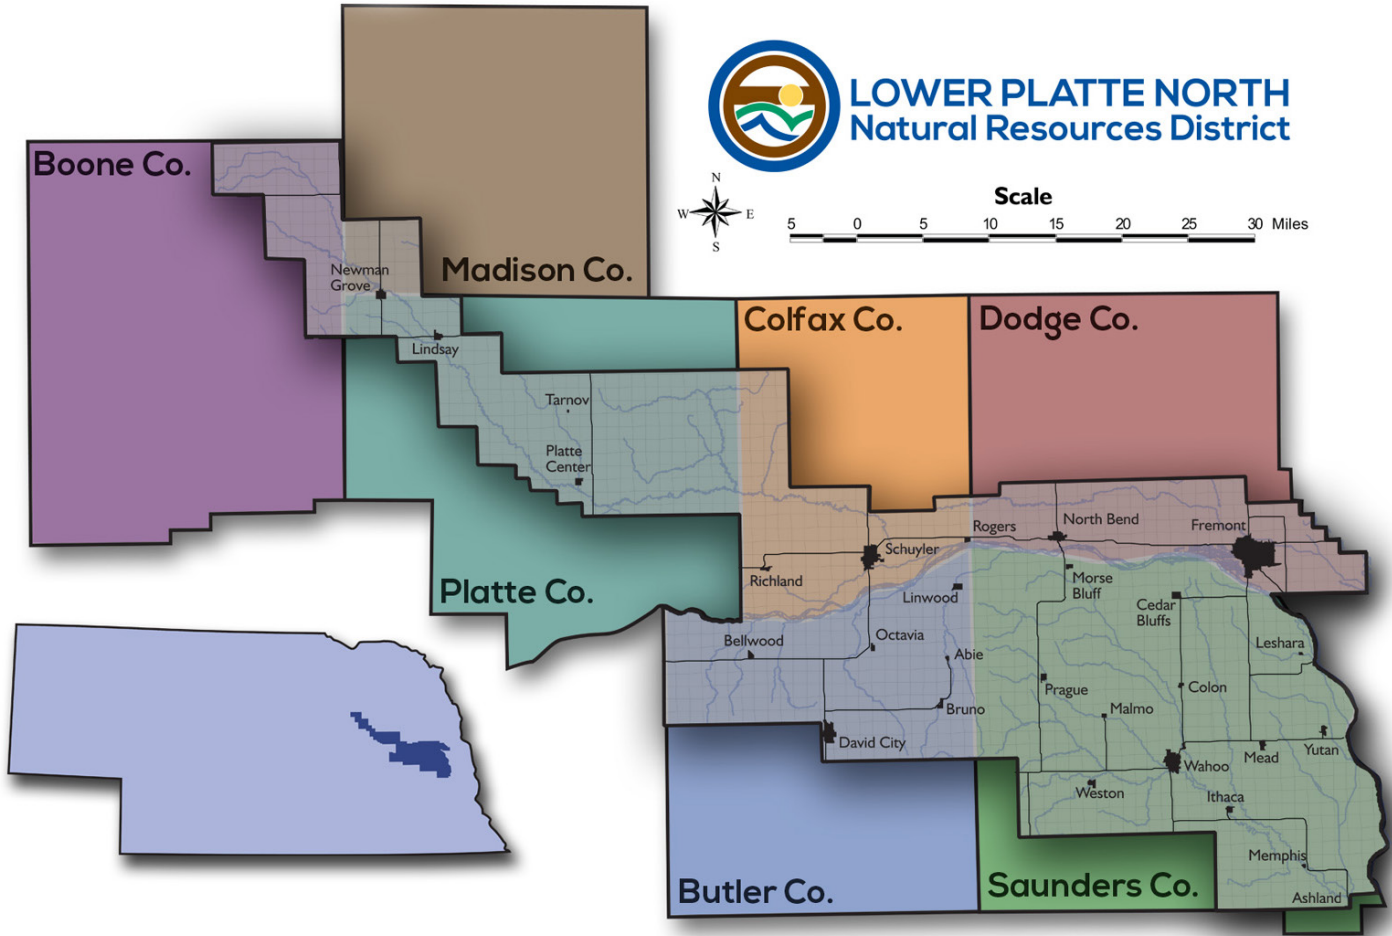 LOWER PLATTE NORTH
Natural Resources District
N
W E
S
Scale
5 0 5 10 15 20 25 30 Miles
Boone Co.
Madison Co.
Newman
Grove
Lindsay
Colfax Co.
Dodge Co.
Tarnov
Platte
Center
Platte Co.
Rogers
North Bend
Fremont
Schuyler
Richland
Morse
Bluff
Linwood
Cedar
Bluffs
Bellwood
Octavia
Abie
Leshara
Prague
Colon
Bruno
Malmo
David City
Wahoo
Mead
Yutan
Weston
Ithaca
Memphis
Ashland
Butler Co.
Saunders Co.